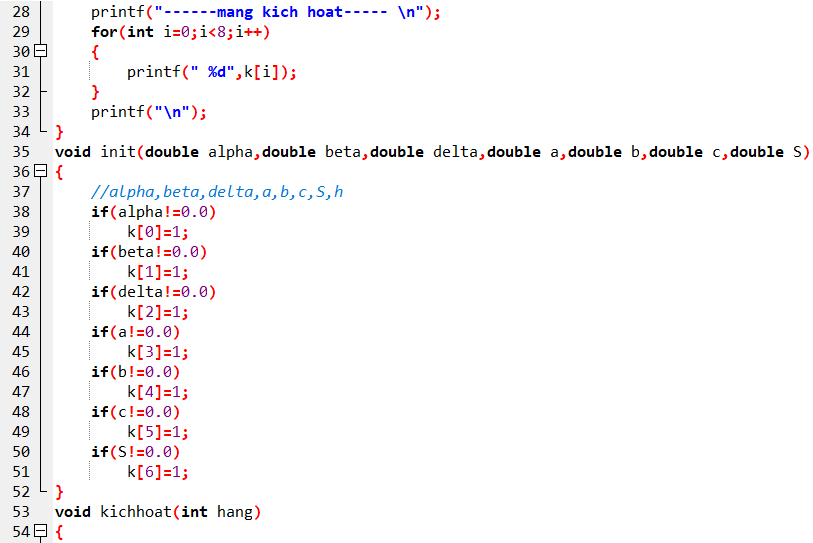 28 printf("------mang kich hoat----- \n");
29 for(int i=0;i<8;i++)
30 {
31 printf(" %d",k[i]);
32 }
33 printf("\n");
34 }
35 void init(double alpha,double beta,double delta,double a,double b,double c,double S)
36 {
37 //alpha,beta,delta,a,b,c,S,h
38 if(alpha!=0.0)
39 k[0]=1;
40 if(beta!=0.0)
41 k[1]=1;
42 if(delta!=0.0)
43 k[2]=1;
44 if(a!=0.0)
45 k[3]=1;
46 if(b!=0.0)
47 k[4]=1;
48 if(c!=0.0)
49 k[5]=1;
50 if(S!=0.0)
51 k[6]=1;
52 }
53 void kichhoat(int hang)
54 {